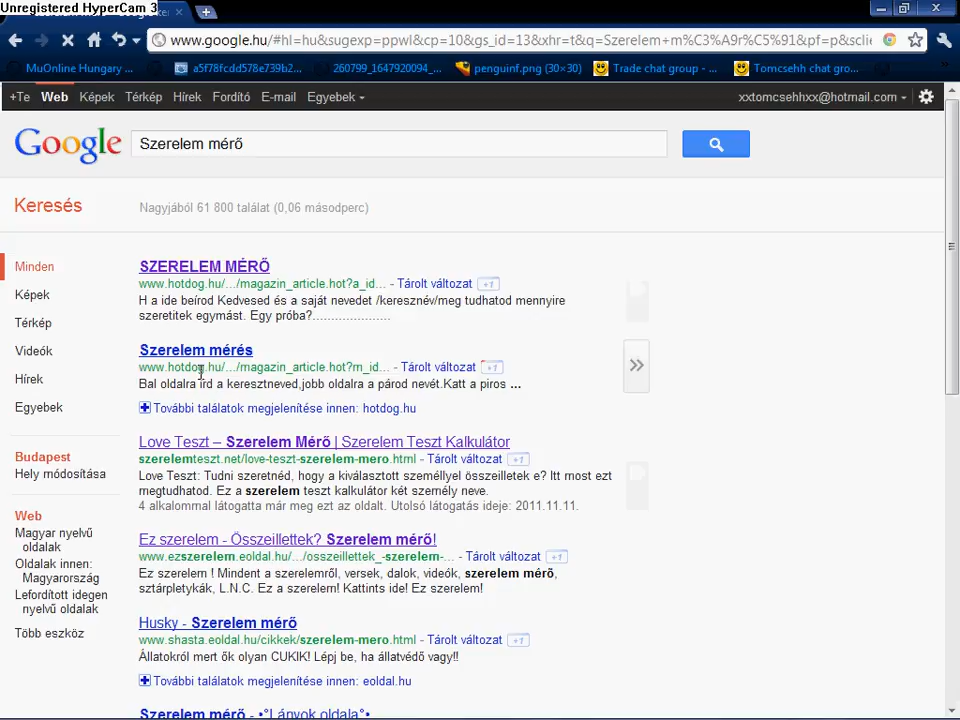 Unregistered HyperCam 3
www.google.hu/#hl=hu&sugexp=ppwl&cp=10&gs_id=13&xhr=t&q=Szerelem+m%C3%A9r%C5%91&pf=p&sclie
MuOnline Hungary ... a5f78fcdd578e739b2... 260799_1647920094_... penguinf.png (30×30) Trade chat group - ... Tomcsehh chat gro...
+Te Web Képek Térkép Hírek Fordító E-mail Egyebek xxtomcsehhxx@hotmail.com
Google Szerelem mérő
Keresés Nagyjából 61 800 találat (0,06 másodperc)
Minden
Képek
Térkép
Videók
Hírek
Egyebek
Budapest
Hely módosítása
Web
Magyar nyelvű
oldalak
Oldalak innen:
Magyarország
Lefordított idegen
nyelvű oldalak
Több eszköz
SZERELEM MÉRŐ
www.hotdog.hu/.../magazin_article.hot?a_id... - Tárolt változat +1
H a ide beírod Kedvesed és a saját nevedet /keresznév/meg tudhatod mennyire
szeretitek egymást. Egy próba?.....................
Szerelem mérés
www.hotdog.hu/.../magazin_article.hot?m_id... - Tárolt változat +1
Bal oldalra írd a keresztneved,jobb oldalra a párod nevét.Katt a piros ...
További találatok megjelenítése innen: hotdog.hu
Love Teszt – Szerelem Mérő | Szerelem Teszt Kalkulátor
szerelemteszt.net/love-teszt-szerelem-mero.html - Tárolt változat +1
Love Teszt: Tudni szeretnéd, hogy a kiválasztott személlyel összeilletek e? Itt most ezt
megtudhatod. Ez a szerelem teszt kalkulátor két személy neve.
4 alkalommal látogatta már meg ezt az oldalt. Utolsó látogatás ideje: 2011.11.11.
Ez szerelem - Összeillettek? Szerelem mérő!
www.ezszerelem.eoldal.hu/.../osszeillettek_-szerelem-... - Tárolt változat +1
Ez szerelem ! Mindent a szerelemről, versek, dalok, videók, szerelem mérő,
sztárpletykák, L.N.C. Ez a szerelem! Kattints ide! Ez szerelem!
Husky - Szerelem mérő
www.shasta.eoldal.hu/cikkek/szerelem-mero.html - Tárolt változat +1
Állatokról mert ők olyan CUKIK! Lépj be, ha állatvédő vagy!!
További találatok megjelenítése innen: eoldal.hu
Szerelem mérő - •°Lányok oldala°•